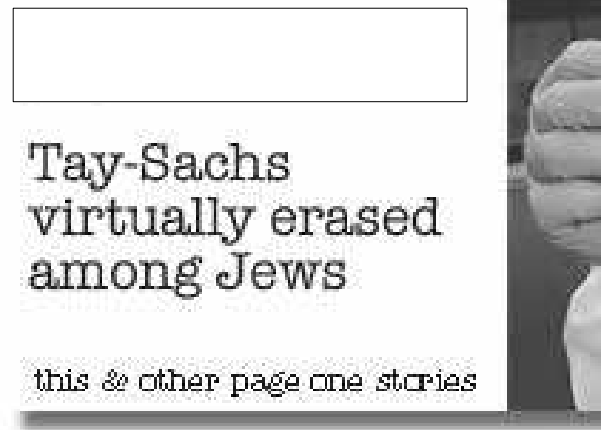 Tay-Sachs
virtually erased
among Jews
this & other page one stories